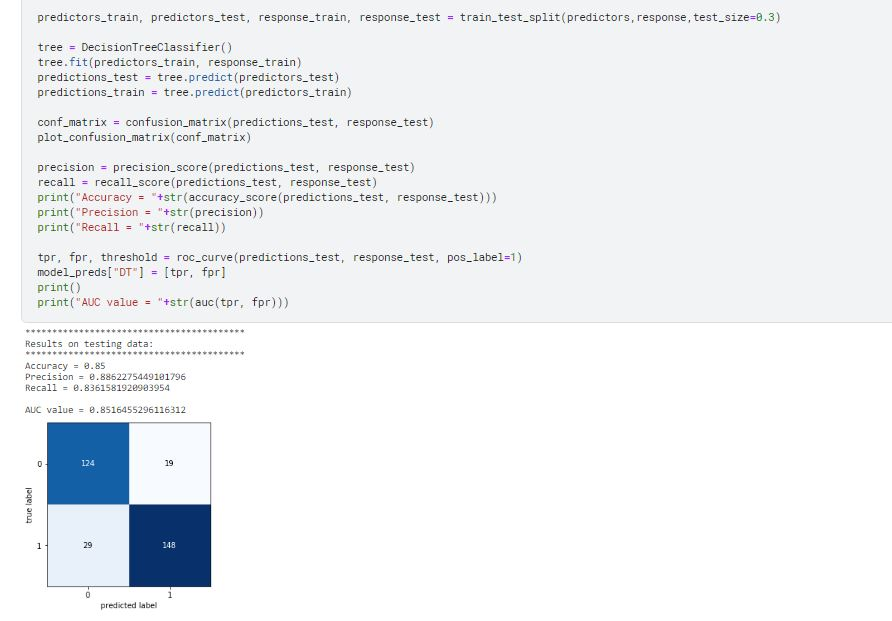 predictors_train, predictors_test, response_train, response_test = train_test_split(predictors,response,test_size=0.3)
tree = DecisionTreeClassifier()
tree.fit(predictors_train, response_train)
predictions_test = tree.predict(predictors_test)
predictions_train = tree.predict(predictors_train)
conf_matrix = confusion_matrix(predictions_test, response_test)
plot_confusion_matrix(conf_matrix)
precision = precision_score(predictions_test, response_test)
recall = recall_score(predictions_test, response_test)
print("Accuracy = "+str(accuracy_score(predictions_test, response_test)))
print("Precision = "+str(precision))
print("Recall = "+str(recall))
tpr, fpr, threshold = roc_curve(predictions_test, response_test, pos_label=1)
model_preds["DT"] = [tpr, fpr]
print()
print("AUC value = "+str(auc(tpr, fpr)))
*****************************************
Results on testing data:
*****************************************
Accuracy = 0.85
Precision = 0.8862275449101796
Recall = 0.8361581920903954
AUC value = 0.8516455296116312
0 124 19
true label
1 29 148
0 1
predicted label